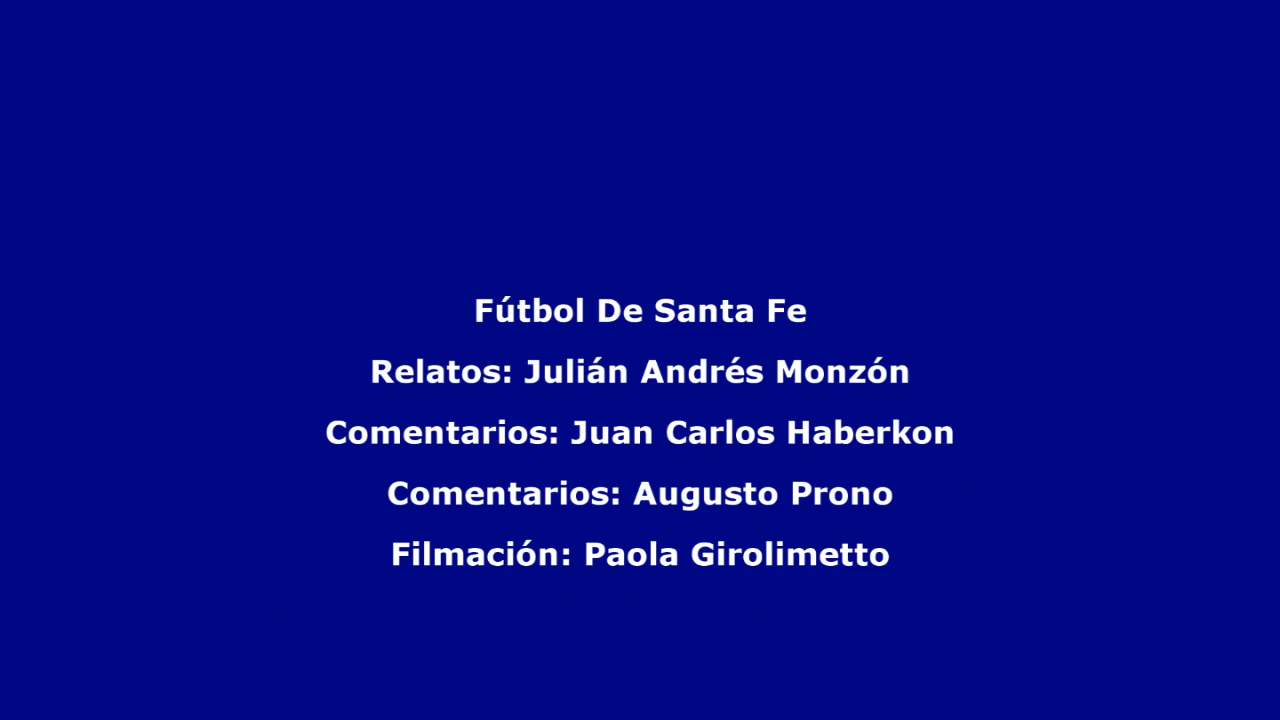 Fútbol De Santa Fe
Relatos: Julián Andrés Monzón
Comentarios: Juan Carlos Haberkon
Comentarios: Augusto Prono
Filmación: Paola Girolimetto